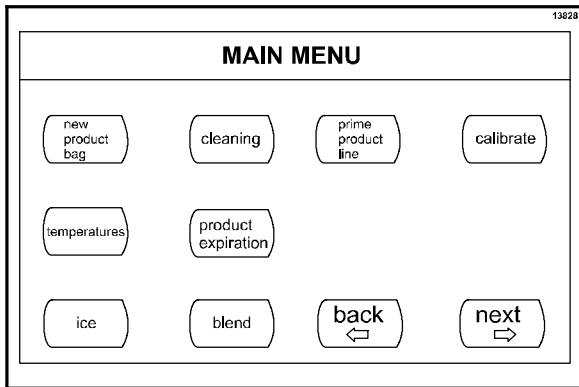 13828
MAIN MENU
new
product
bag
cleaning
prime
product
line
calibrate
temperatures
product
expiration
ice
blend
back
next